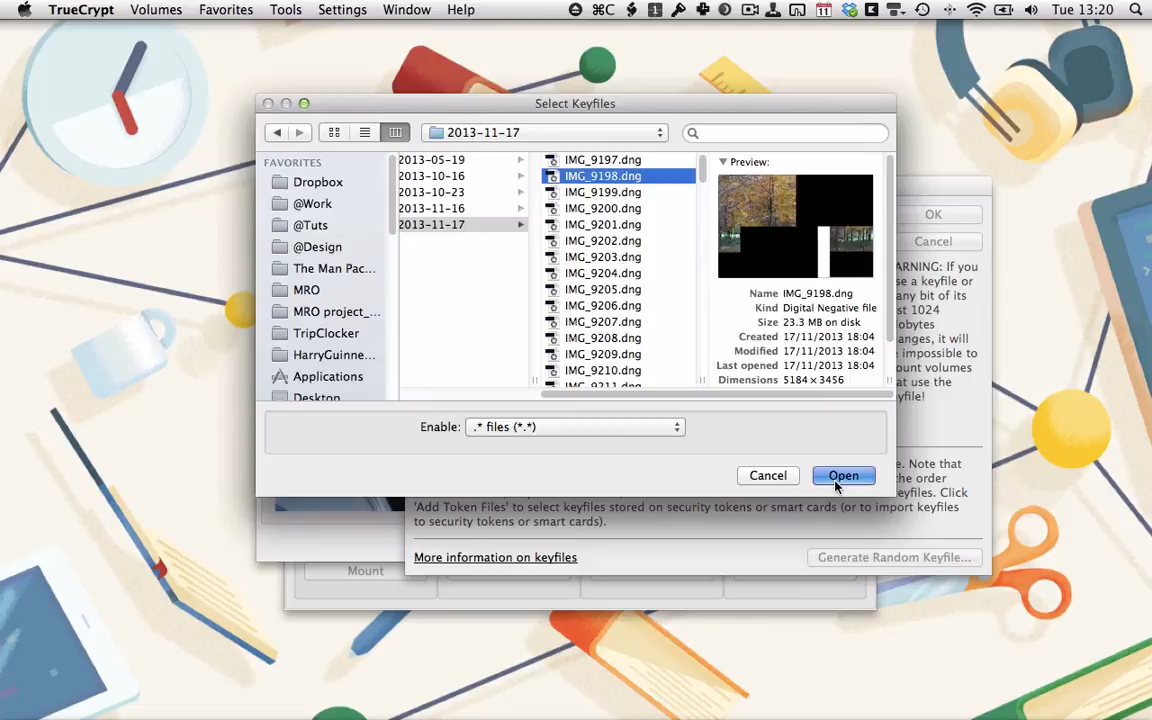 TrueCrypt Volumes Favorites Tools Settings Window Help ⌘C 1 11 Tue 13:20
Select Keyfiles
2013-11-17
FAVORITES
Dropbox
@Work
@Tuts
@Design
The Man Pac...
MRO
MRO project_...
TripClocker
HarryGuinne...
Applications
Desktop
2013-05-19
2013-10-16
2013-10-23
2013-11-16
2013-11-17
IMG_9197.dng
IMG_9198.dng
IMG_9199.dng
IMG_9200.dng
IMG_9201.dng
IMG_9202.dng
IMG_9203.dng
IMG_9204.dng
IMG_9205.dng
IMG_9206.dng
IMG_9207.dng
IMG_9208.dng
IMG_9209.dng
IMG_9210.dng
IMG_9211.dng
Preview:
Name IMG_9198.dng
Kind Digital Negative file
Size 23.3 MB on disk
Created 17/11/2013 18:04
Modified 17/11/2013 18:04
Last opened 17/11/2013 18:04
Dimensions 5184×3456
Enable: .* files (*.*)
Cancel Open
OK
Cancel
ARNING: If you
se a keyfile or
any bit of its
st 1024
obytes
anges, it will
impossible to
ount volumes
at use the
eyfile!
e. Note that
the order
eyfiles. Click
'Add Token Files' to select keyfiles stored on security tokens or smart cards (or to import keyfiles
to security tokens or smart cards).
More information on keyfiles
Generate Random Keyfile...
Mount